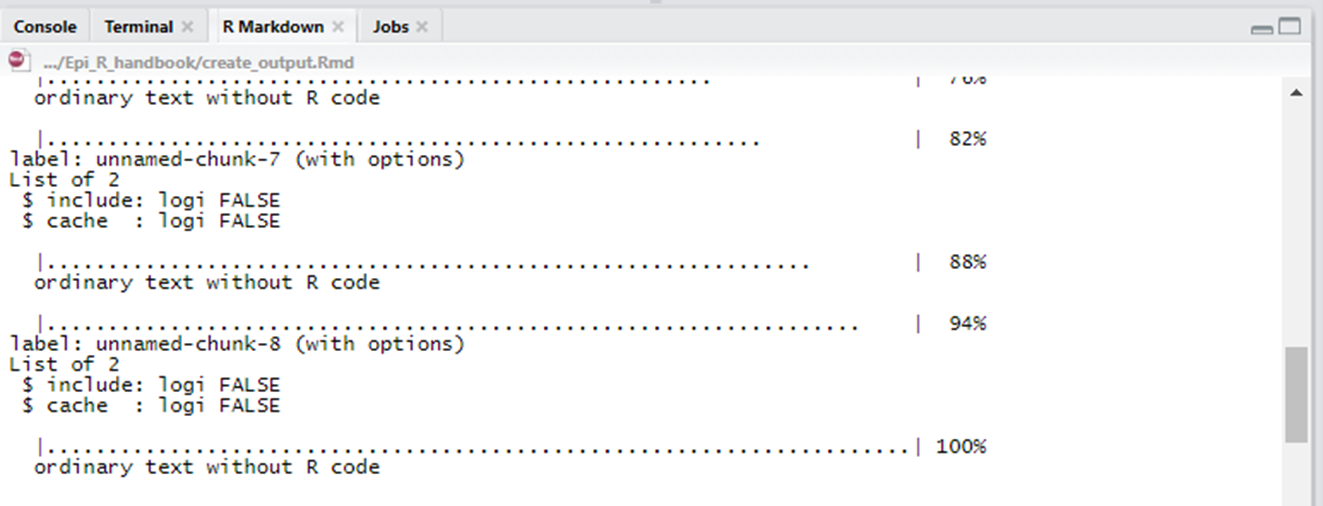 Console Terminal × R Markdown × Jobs ×
.../Epi_R_handbook/create_output.Rmd
|...................................................... | 76%
ordinary text without R code
|.......................................................... | 82%
label: unnamed-chunk-7 (with options)
List of 2
$ include: logi FALSE
$ cache : logi FALSE
|.............................................................. | 88%
ordinary text without R code
|.................................................................. | 94%
label: unnamed-chunk-8 (with options)
List of 2
$ include: logi FALSE
$ cache : logi FALSE
|......................................................................| 100%
ordinary text without R code